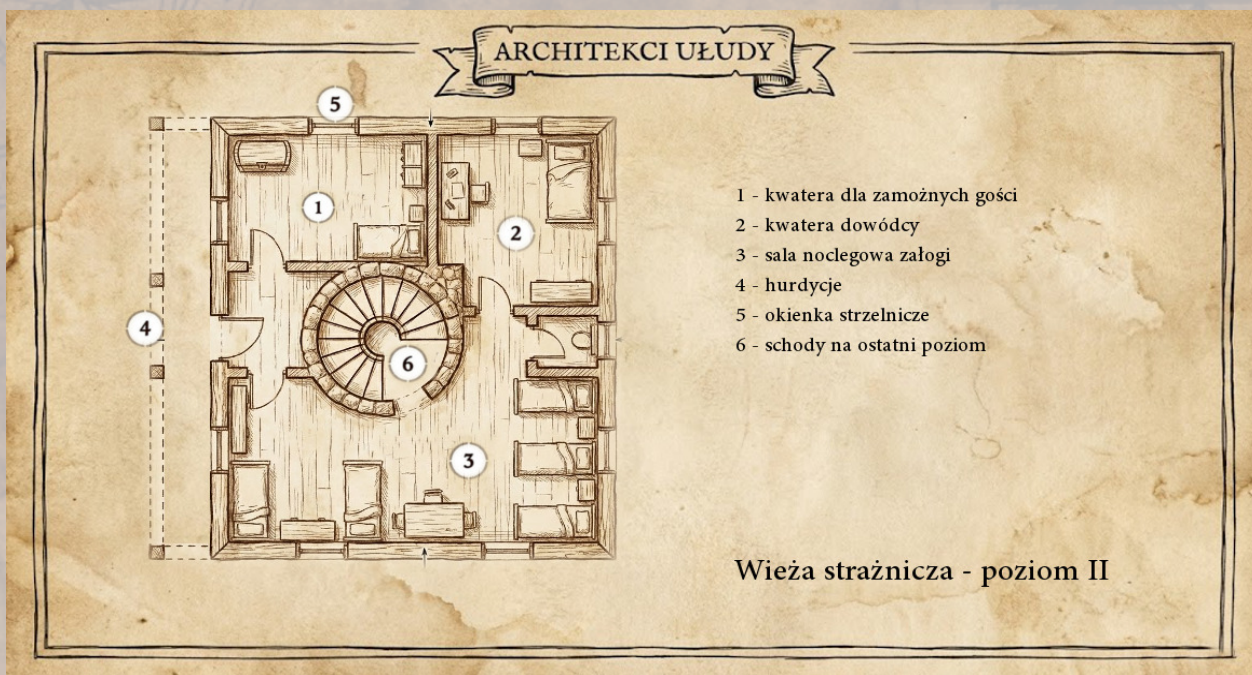 ARCHITEKCI UŁUDY
5
1
2
4
6
3
1 - kwatera dla zamożnych gości
2 - kwatera dowódcy
3 - sala noclegowa załogi
4 - hurdycje
5 - okienka strzelnicze
6 - schody na ostatni poziom
Wieża strażnicza - poziom II